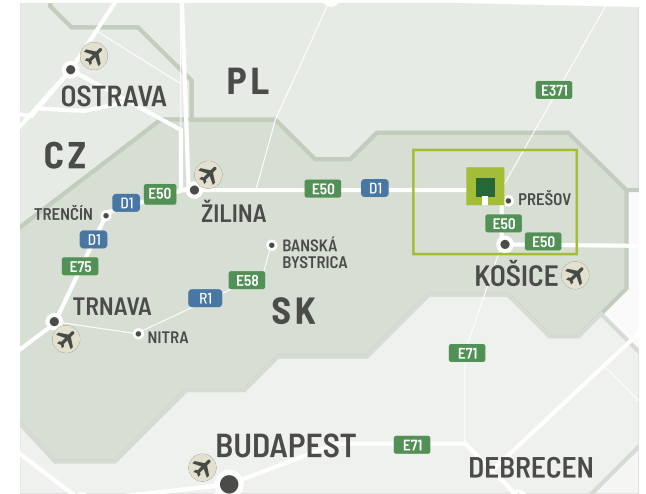 PL
E371
OSTRAVA
CZ
E50
D1
E50
D1
PREŠOV
TRENČÍN
ŽILINA
E50
D1
E50
BANSKÁ
BYSTRICA
E75
KOŠICE
E58
TRNAVA
R1
SK
NITRA
E71
BUDAPEST
E71
DEBRECEN